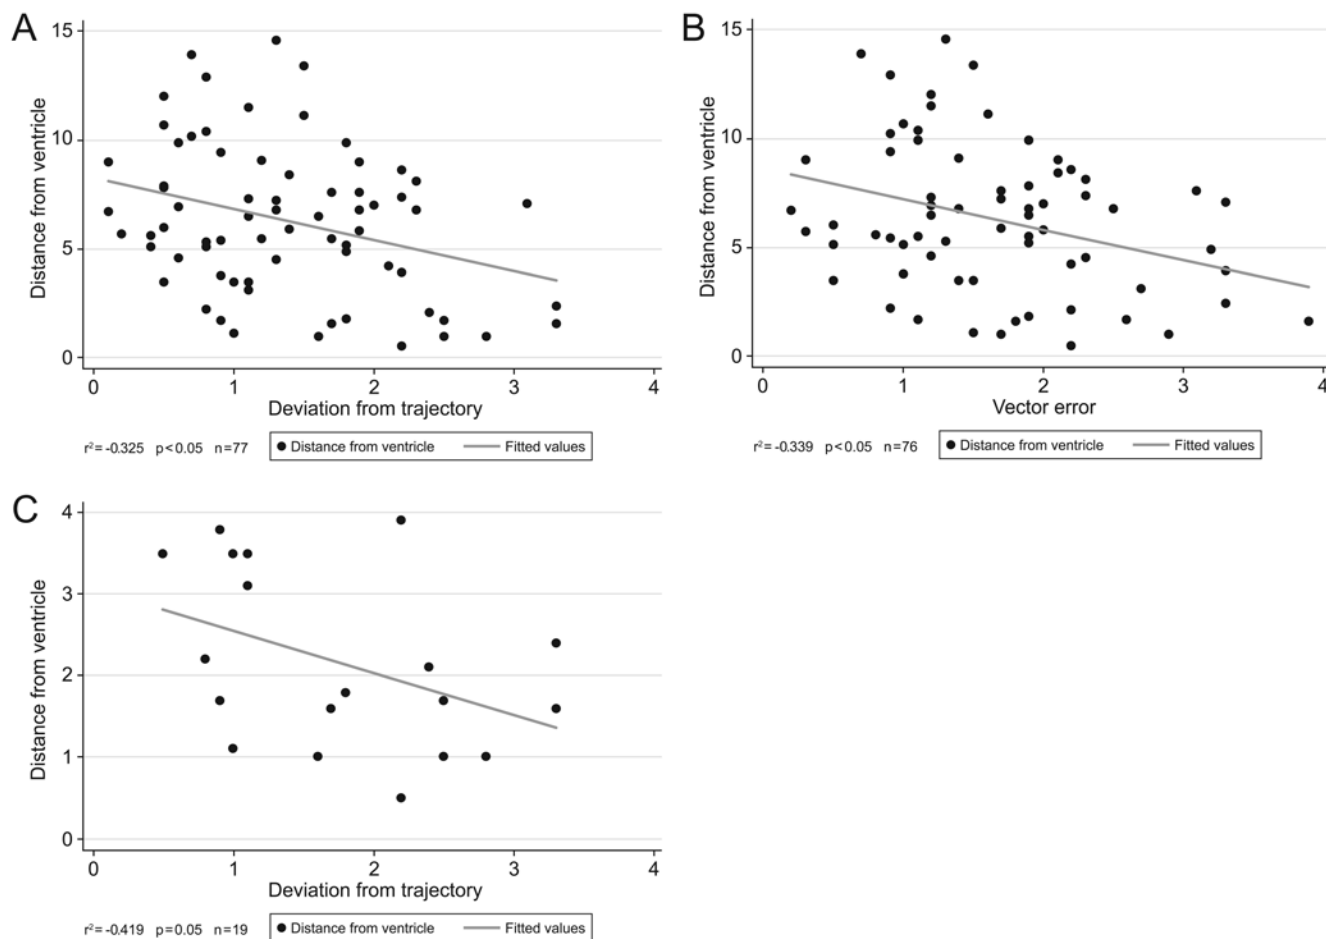 A
Distance from ventricle
15
10
5
0
0 1 2 3 4
Deviation from trajectory
r²= -0.325 p<0.05 n=77 Distance from ventricle Fitted values
B
Distance from ventricle
15
10
5
0
0 1 2 3 4
Vector error
r²= -0.339 p<0.05 n=76 Distance from ventricle Fitted values
C
Distance from ventricle
4
3
2
1
0
0 1 2 3 4
Deviation from trajectory
r²= -0.419 p=0.05 n=19 Distance from ventricle Fitted values